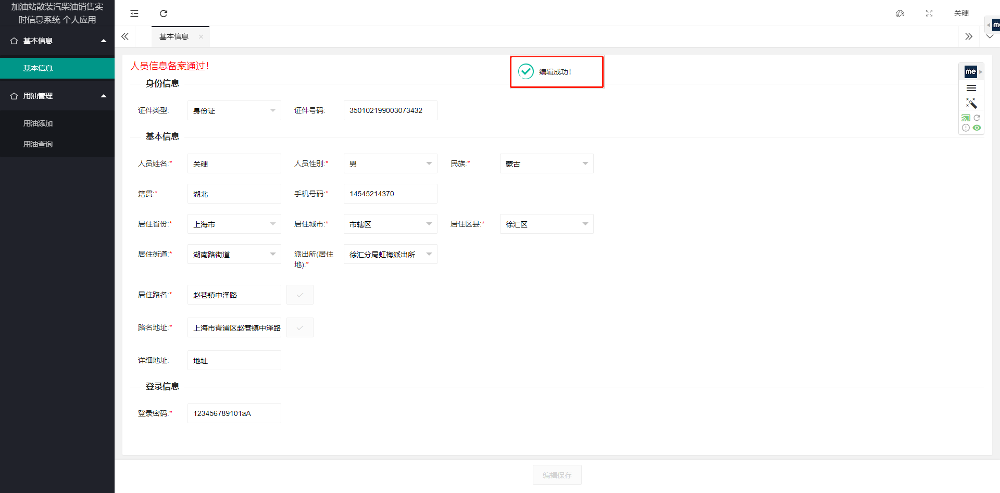 加油站散装汽柴油销售实
时信息系统 个人应用
关硬
基本信息
基本信息
用油管理
用油添加
用油查询
基本信息
me
人员信息备案通过!
编辑成功!
me
身份信息
证件类型: 身份证 证件号码: 350102199003073432
基本信息
人员姓名:* 关硬 人员性别:* 男 民族:* 蒙古
籍贯:* 湖北 手机号码:* 14545214370
居住省份:* 上海市 居住城市:* 市辖区 居住区县:* 徐汇区
居住街道:* 湖南路街道 派出所(居住
地):* 徐汇分局虹梅派出所
居住路名:* 赵巷镇中泽路
路名地址:* 上海市青浦区赵巷镇中泽路
详细地址: 地址
登录信息
登录密码:* 123456789101aA
编辑保存